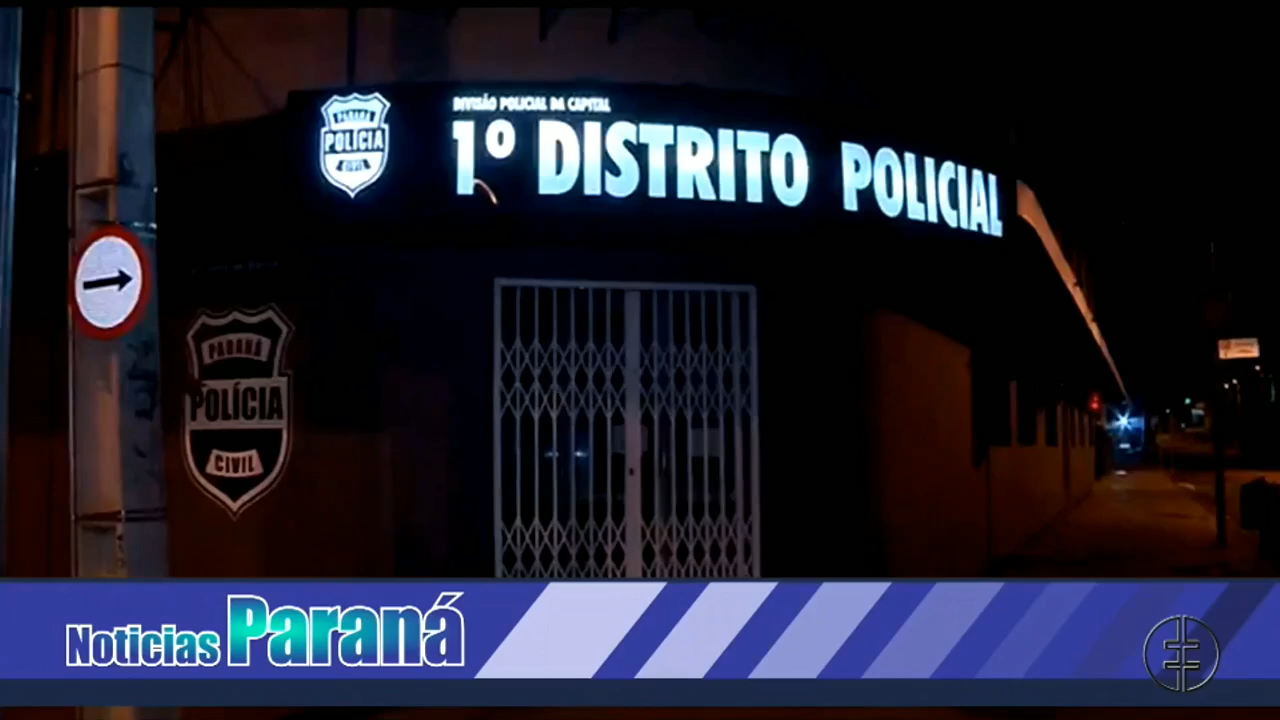 DIVISÃO POLICIAL DA CAPITAL
PARANÁ
POLÍCIA
CIVIL
1º DISTRITO POLICIAL
PARANÁ
POLÍCIA
CIVIL
Noticias Paraná